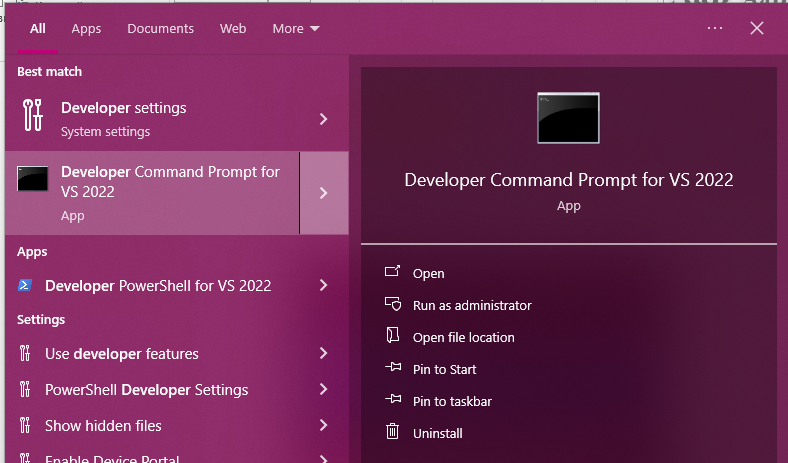 All Apps Documents Web More
Best match
Developer settings
System settings
Developer Command Prompt for
VS 2022
App
Apps
Developer PowerShell for VS 2022
Settings
Use developer features
PowerShell Developer Settings
Show hidden files
Enable Device Portal
Developer Command Prompt for VS 2022
App
Open
Run as administrator
Open file location
Pin to Start
Pin to taskbar
Uninstall